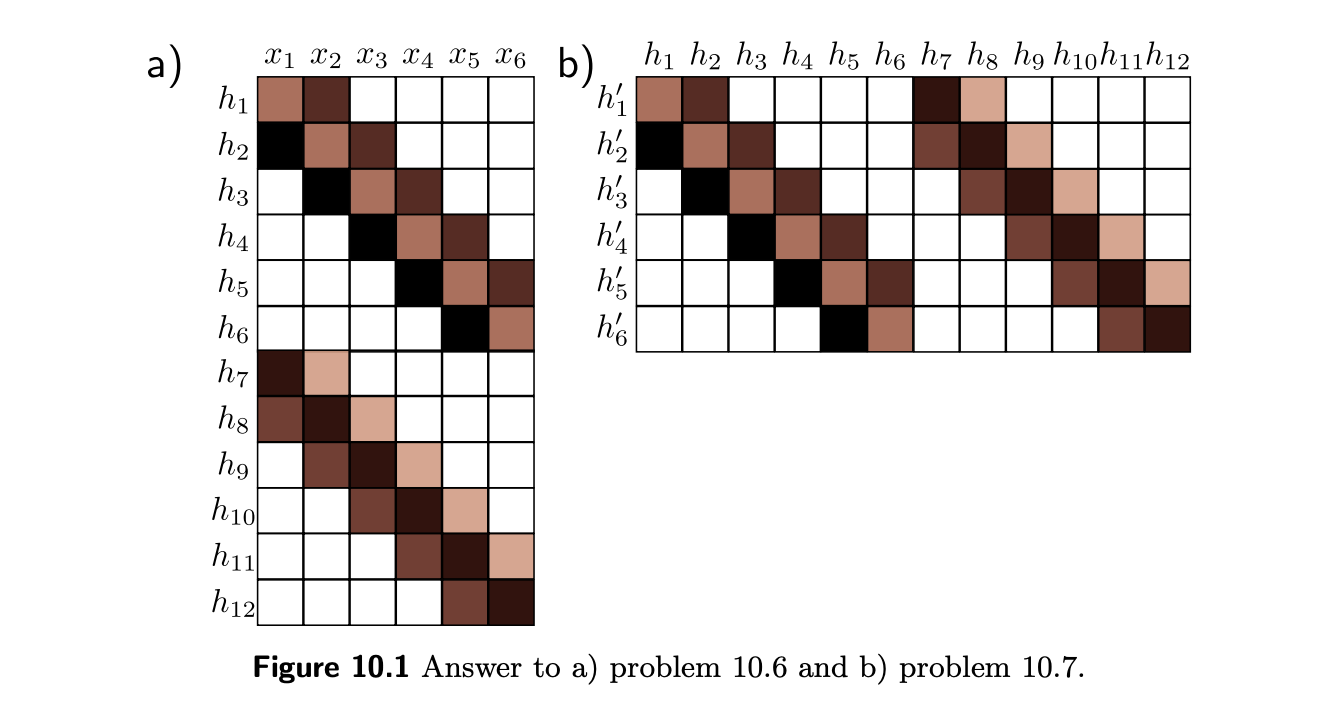 a) x₁ x₂ x₃ x₄ x₅ x₆
h₁
h₂
h₃
h₄
h₅
h₆
h₇
h₈
h₉
h₁₀
h₁₁
h₁₂
b) h₁ h₂ h₃ h₄ h₅ h₆ h₇ h₈ h₉ h₁₀ h₁₁ h₁₂
h′₁
h′₂
h′₃
h′₄
h′₅
h′₆
Figure 10.1 Answer to a) problem 10.6 and b) problem 10.7.